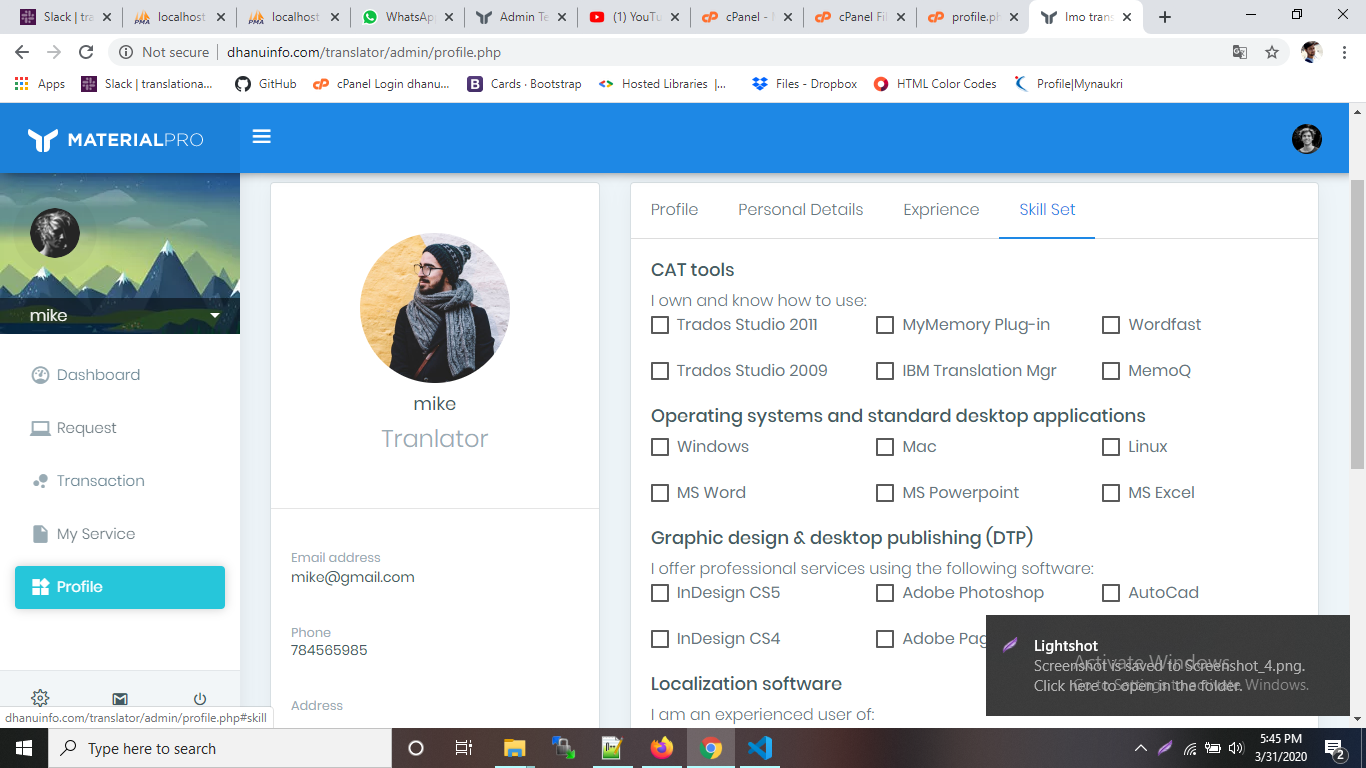 Slack | tra
localhost
localhost
WhatsApp
Admin Te
(1) YouTu
cPanel -
cPanel Fil
profile.ph
Imo trans
Not secure | dhanuinfo.com/translator/admin/profile.php
Apps
Slack | translationa...
GitHub
cPanel Login dhanu...
Cards · Bootstrap
Hosted Libraries | ...
Files - Dropbox
HTML Color Codes
Profile|Mynaukri
MATERIALPRO
mike
Dashboard
Request
Transaction
My Service
Profile
dhanuinfo.com/translator/admin/profile.php#skill
mike
Tranlator
Email address
mike@gmail.com
Phone
784565985
Address
Profile Personal Details Exprience Skill Set
CAT tools
I own and know how to use:
Trados Studio 2011 MyMemory Plug-in Wordfast
Trados Studio 2009 IBM Translation Mgr MemoQ
Operating systems and standard desktop applications
Windows Mac Linux
MS Word MS Powerpoint MS Excel
Graphic design & desktop publishing (DTP)
I offer professional services using the following software:
InDesign CS5 Adobe Photoshop AutoCad
InDesign CS4 Adobe Pag
Localization software
I am an experienced user of:
Lightshot
Screenshot is saved to Screenshot_4.png.
Click here to open in the folder.
Activate Windows
Go to Settings to activate Windows.
Type here to search
5:45 PM
3/31/2020
2